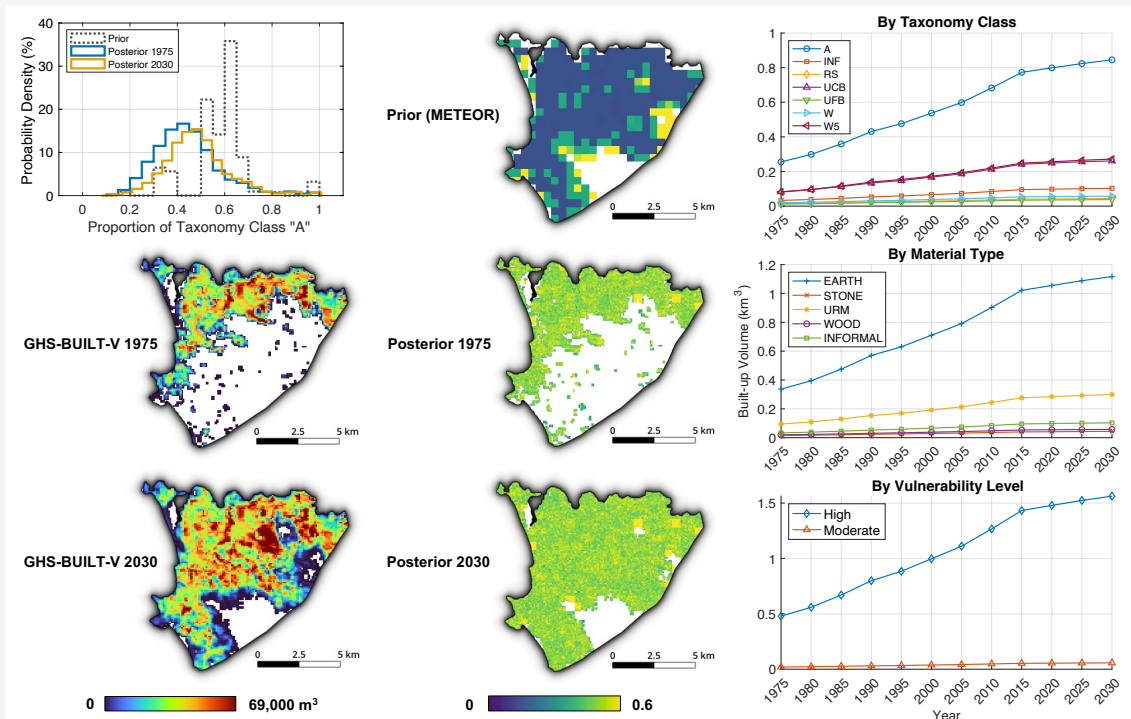 40
30
20
10
0
Probability Density (%)
Prior
Posterior 1975
Posterior 2030
0
0.2
0.4
0.6
0.8
1.0
Proportion of Taxonomy Class "A"
Prior (METEOR)
0 2.5 5 km
By Taxonomy Class
1
0.8
0.6
0.4
0.2
0
A
INF
RS
UCB
UFB
W
W5
1975
1980
1985
1990
1995
2000
2005
2010
2015
2020
2025
2030
GHS-BUILT-V 1975
0 2.5 5 km
Posterior 1975
0 2.5 5 km
By Material Type
Built-up Volume (km³)
1.2
1
0.8
0.6
0.4
0.2
0
EARTH
STONE
URM
WOOD
INFORMAL
1975
1980
1985
1990
1995
2000
2005
2010
2015
2020
2025
2030
GHS-BUILT-V 2030
0 2.5 5 km
Posterior 2030
0 2.5 5 km
By Vulnerability Level
1.5
1
0.5
0
High
Moderate
1975
1980
1985
1990
1995
2000
2005
2010
2015
2020
2025
2030
Year
0 69,000 m³
0 0.6